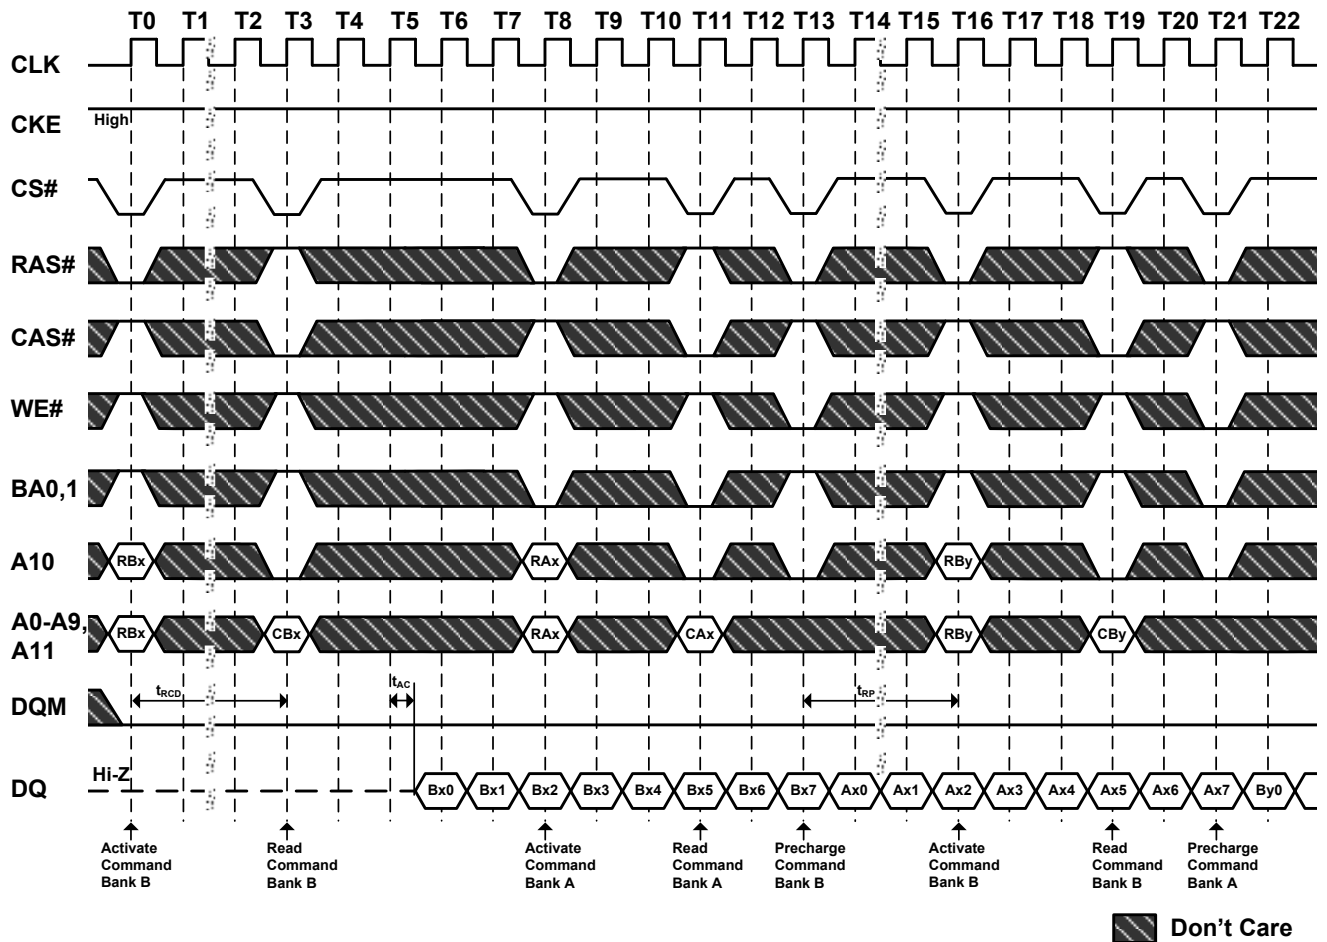 T0 T1 T2 T3 T4 T5 T6 T7 T8 T9 T10 T11 T12 T13 T14 T15 T16 T17 T18 T19 T20 T21 T22
CLK
CKE High
CS#
RAS#
CAS#
WE#
BA0,1
A10 RBx RAx RBy
A0-A9,
A11 RBx CBx RAx CAx RBy CBy
DQM tRCD tAC tRP
DQ Hi-Z Bx0 Bx1 Bx2 Bx3 Bx4 Bx5 Bx6 Bx7 Ax0 Ax1 Ax2 Ax3 Ax4 Ax5 Ax6 Ax7 By0
Activate
Command
Bank B
Read
Command
Bank B
Activate
Command
Bank A
Read
Command
Bank A
Precharge
Command
Bank B
Activate
Command
Bank B
Read
Command
Bank B
Precharge
Command
Bank A
Don't Care